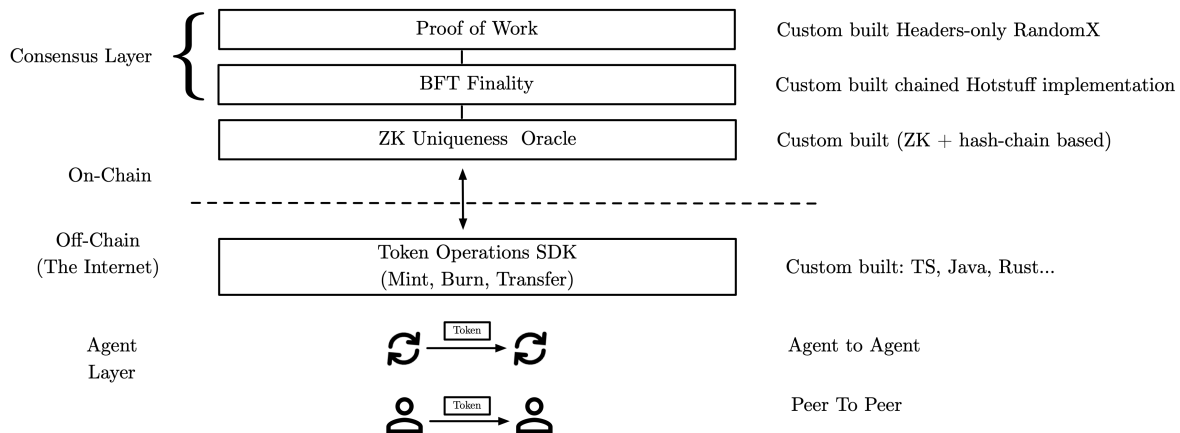 Proof of Work
Custom built Headers-only RandomX
Consensus Layer
BFT Finality
Custom built chained Hotstuff implementation
ZK Uniqueness Oracle
Custom built (ZK + hash-chain based)
On-Chain
Off-Chain
(The Internet)
Token Operations SDK
(Mint, Burn, Transfer)
Custom built: TS, Java, Rust...
Agent
Layer
Token
Agent to Agent
Token
Peer To Peer